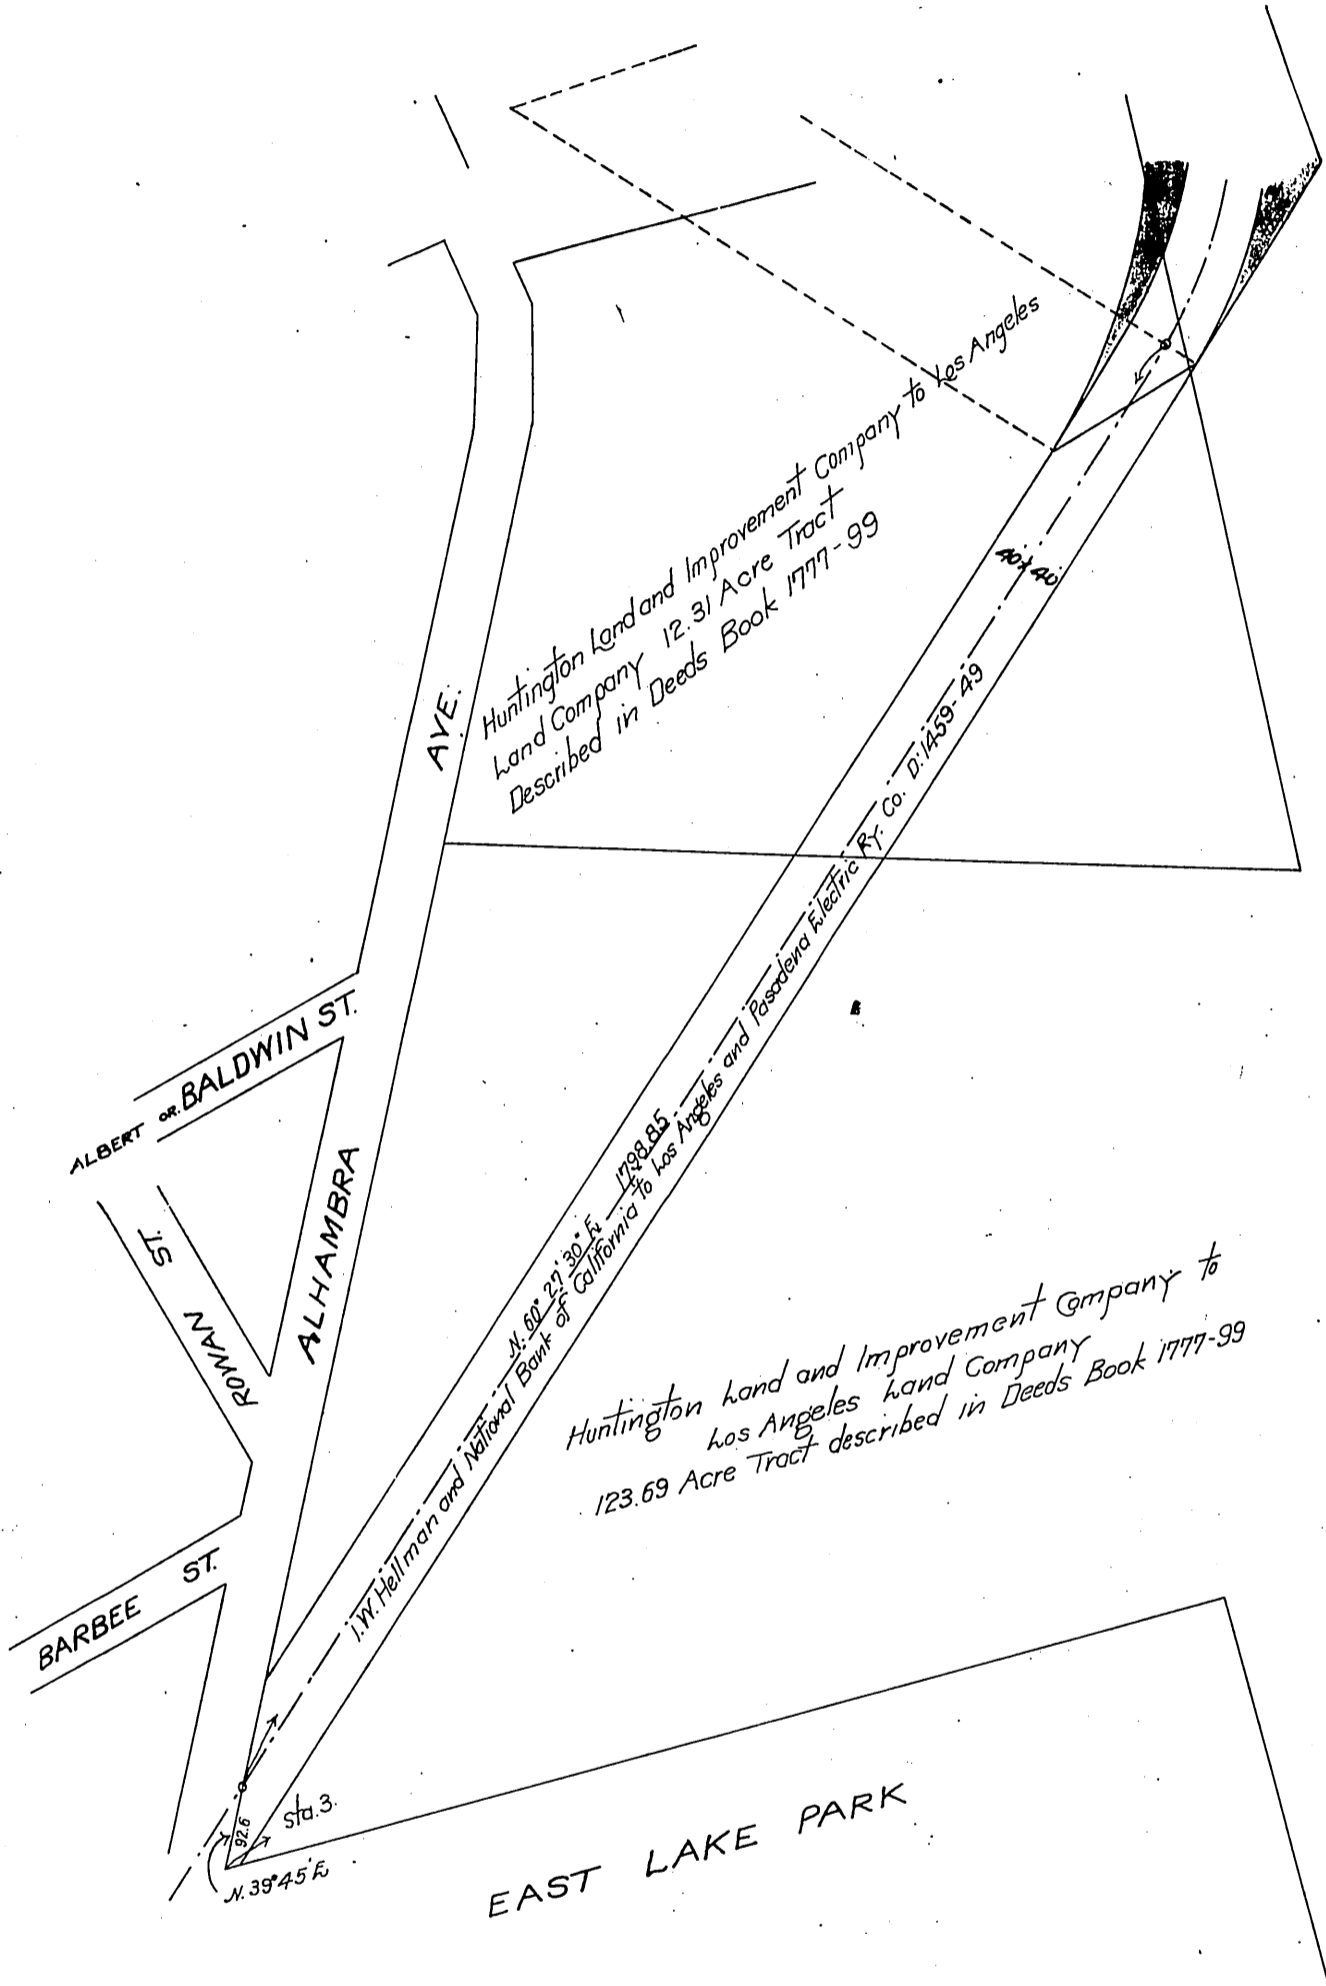 Huntington Land and Improvement Company to Los Angeles
Land Company 12.31 Acre Tract
Described in Deeds Book 1777-99
40 40
AVE.
ALHAMBRA
ALBERT OR. BALDWIN ST.
ROWAN ST.
BARBEE ST.
N. 60° 27' 30" E. 1798.85
I.W. Hellman and National Bank of California to Los Angeles and Pasadena Electric Ry. Co. D:1459-49
Huntington Land and Improvement Company to
Los Angeles Land Company
123.69 Acre Tract described in Deeds Book 1777-99
Sta. 3.
92.6
N. 39° 45' E.
EAST LAKE PARK